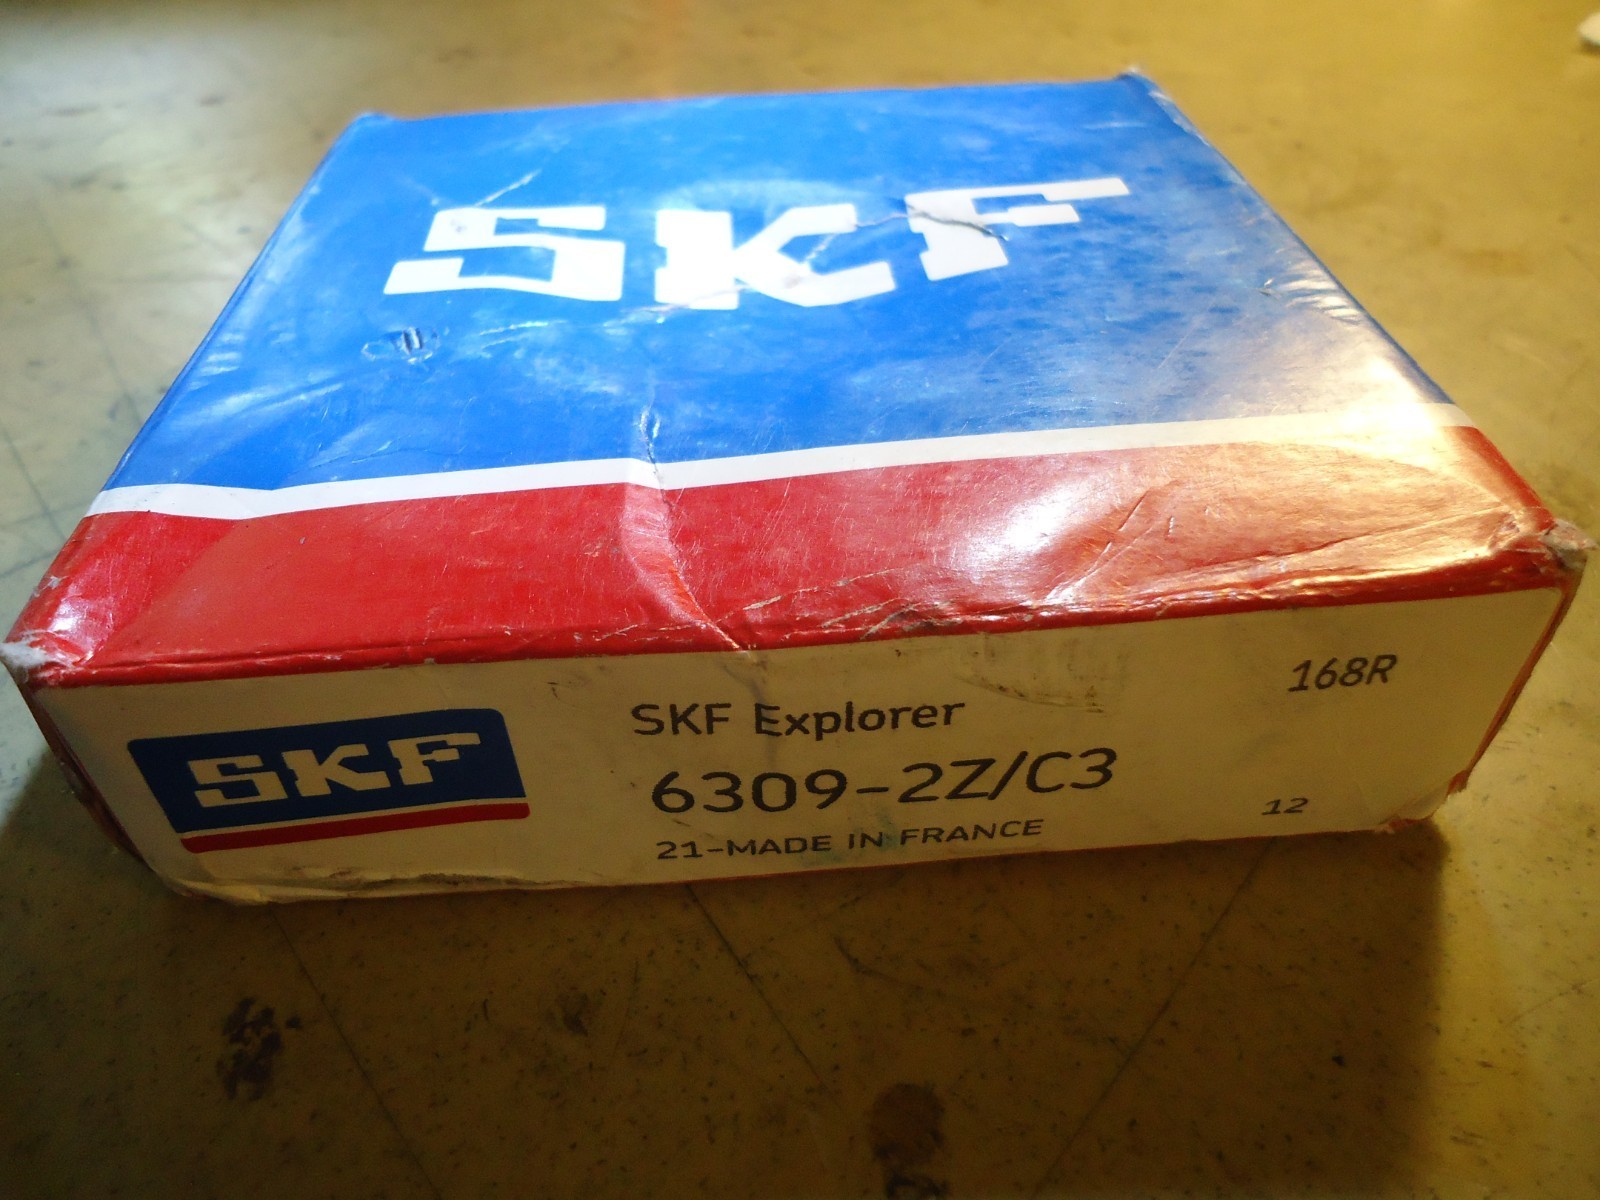 SKF
SKF
SKF Explorer
168R
6309-2Z/C3
12
21-MADE IN FRANCE